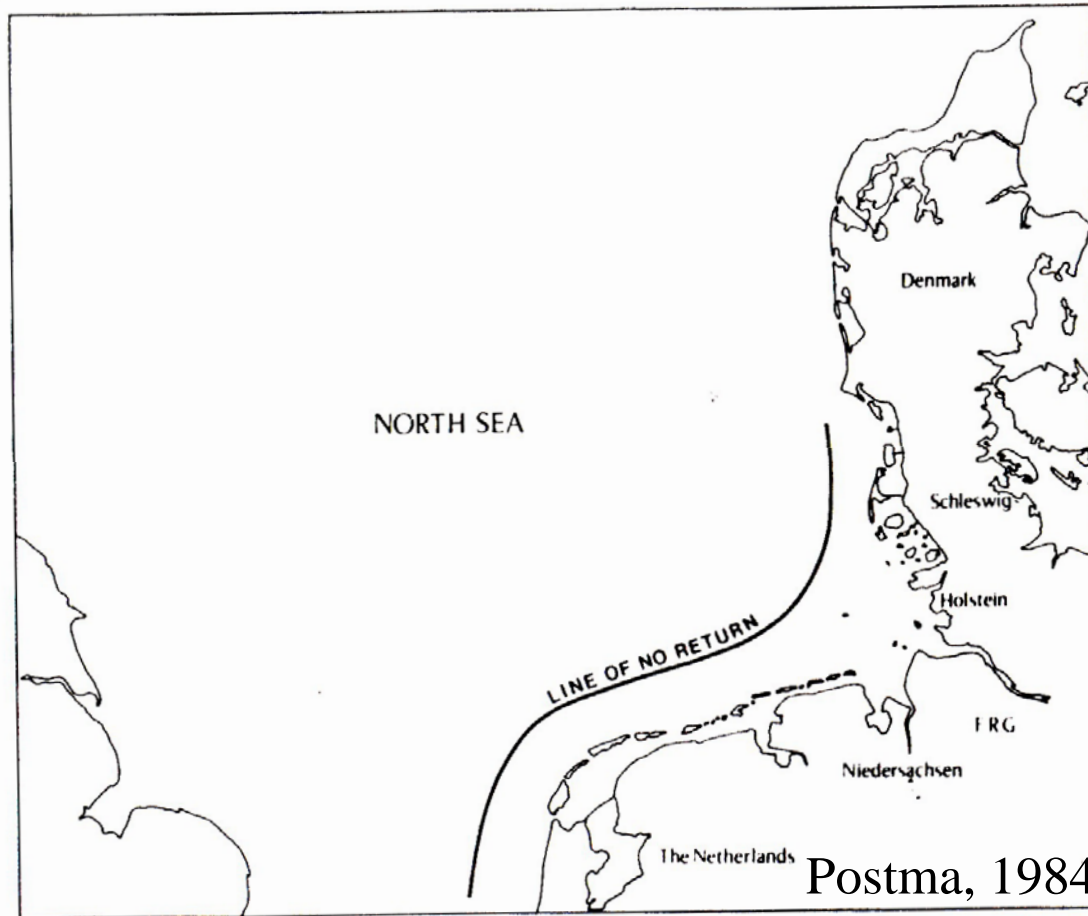 Denmark
NORTH SEA
Schleswig
Holstein
LINE OF NO RETURN
FRG
Niedersachsen
The Netherlands
Postma, 1984